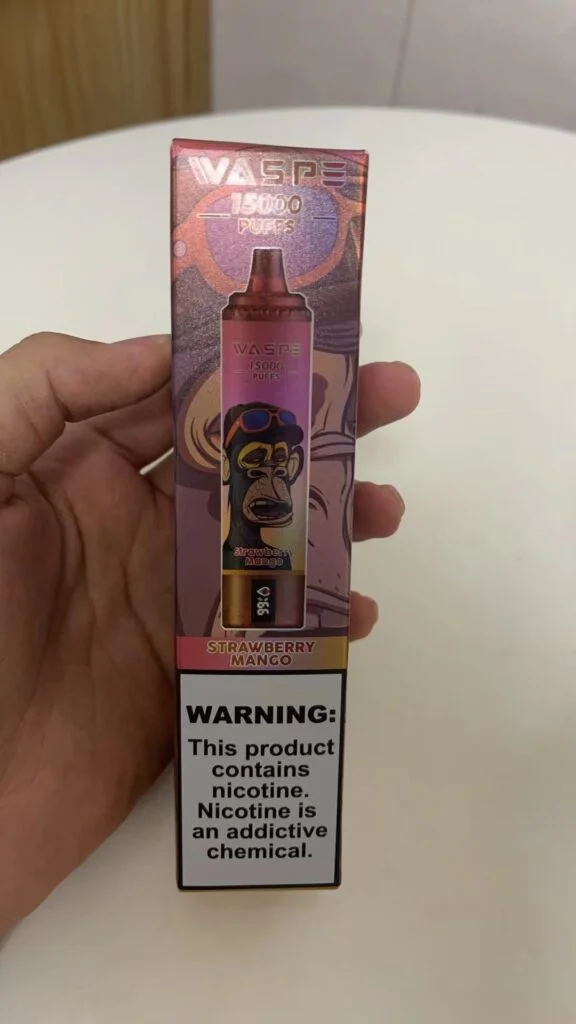 WASPE
15000
PUFFS
WASPE
15000
PUFFS
Strawberry
Mango
99
STRAWBERRY
MANGO
WARNING:
This product
contains
nicotine.
Nicotine is
an addictive
chemical.